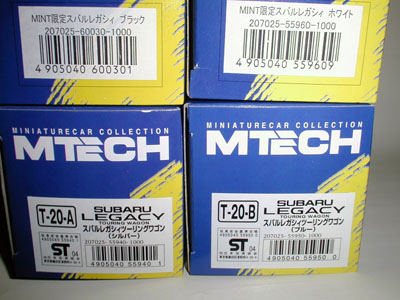 MINT限定スバルレガシィ ブラック
207025-60030-1000
4 905040 600301
MINT限定スバルレガシィ ホワイト
207025-55960-1000
4 905040 559609
MINIATURECAR COLLECTION
MTECH
T-20-A
SUBARU
LEGACY
TOURING WAGON
スバルレガシィツーリングワゴン
(シルバー)
207025-55940-1000
ST
04
4 905040 559401
MINIATURECAR COLLECTION
MTECH
T-20-B
SUBARU
LEGACY
TOURING WAGON
スバルレガシィツーリングワゴン
(ブルー)
207025-55950-1000
ST
04
4 905040 559500